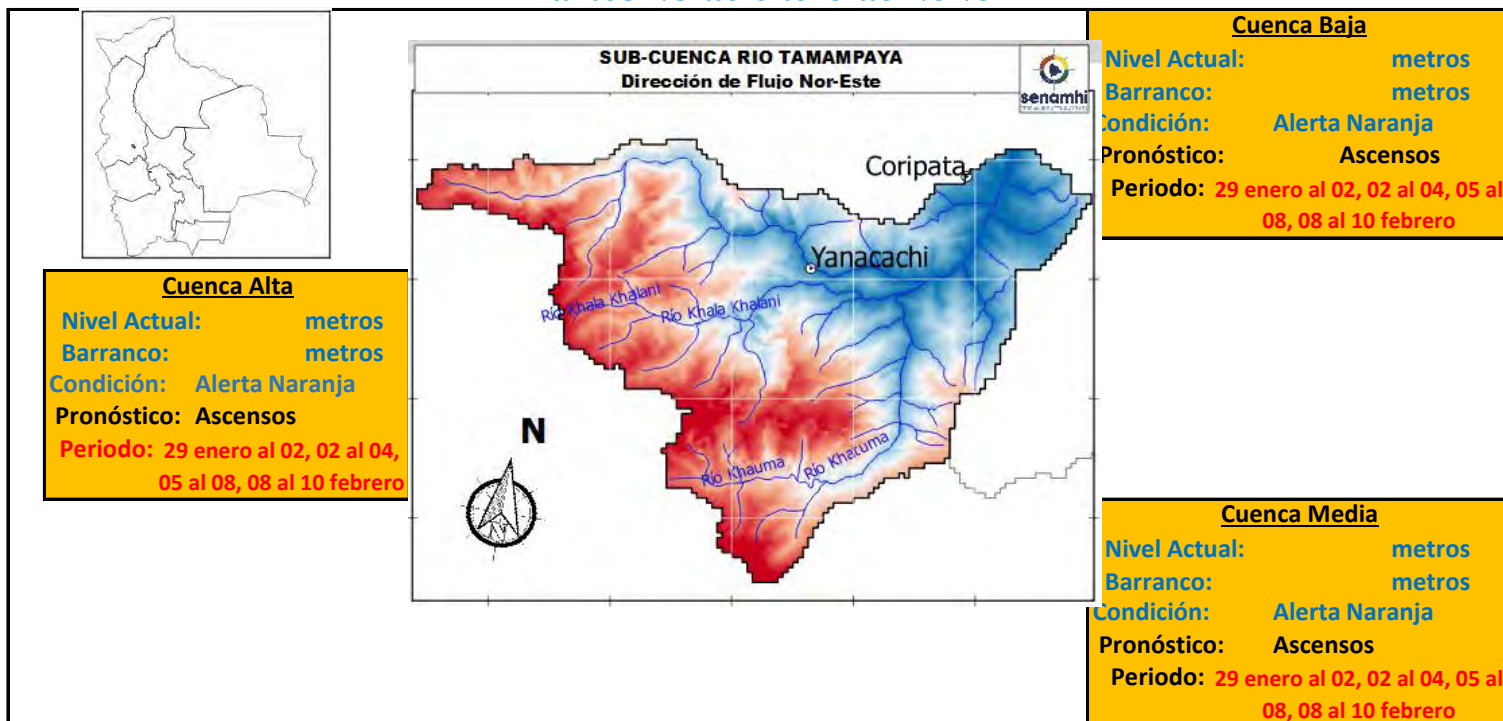 SUB-CUENCA RIO TAMAMPAYA
Dirección de Flujo Nor-Este
senamhi
Coripata
Yanacachi
Río Khala Khalani
Río Khala Khalani
Río Khauma
Río Khatuma
N
Cuenca Alta
Nivel Actual: metros
Barranco: metros
Condición: Alerta Naranja
Pronóstico: Ascensos
Periodo: 29 enero al 02, 02 al 04,
05 al 08, 08 al 10 febrero
Cuenca Baja
Nivel Actual: metros
Barranco: metros
Condición: Alerta Naranja
Pronóstico: Ascensos
Periodo: 29 enero al 02, 02 al 04, 05 al
08, 08 al 10 febrero
Cuenca Media
Nivel Actual: metros
Barranco: metros
Condición: Alerta Naranja
Pronóstico: Ascensos
Periodo: 29 enero al 02, 02 al 04, 05 al
08, 08 al 10 febrero